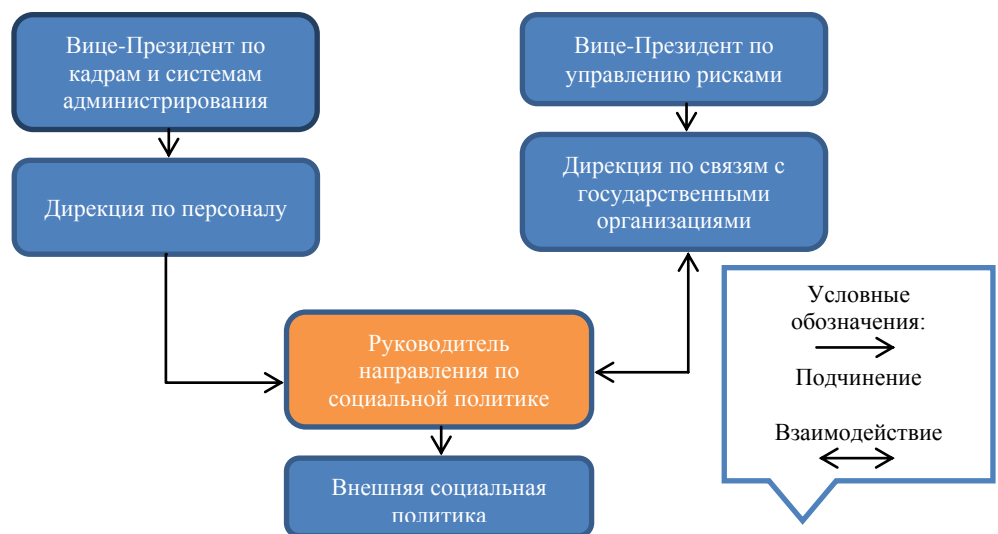 Вице-Президент по
кадрам и системам
администрирования
Вице-Президент по
управлению рисками
Дирекция по персоналу
Дирекция по связям с
государственными
организациями
Руководитель
направления по
социальной политике
Внешняя социальная
политика
Условные
обозначения:
Подчинение
Взаимодействие